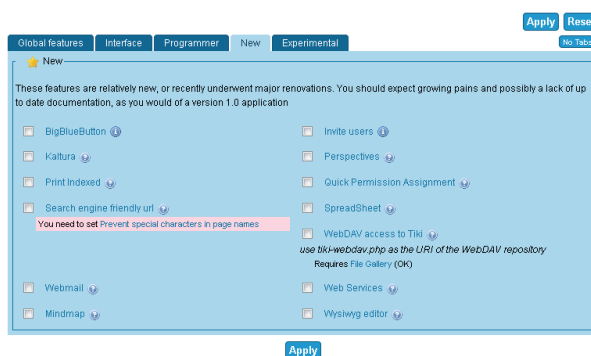 Apply Rese
Global features Interface Programmer New Experimental No Tabs
New
These features are relatively new, or recently underwent major renovations. You should expect growing pains and possibly a lack of up
to date documentation, as you would of a version 1.0 application
BigBlueButton Invite users
Kaltura Perspectives
Print Indexed Quick Permission Assignment
Search engine friendly url SpreadSheet
You need to set Prevent special characters in page names
WebDAV access to Tiki
use tiki-webdav.php as the URI of the WebDAV repository
Requires File Gallery (OK)
Webmail Web Services
Mindmap Wysiwyg editor
Apply